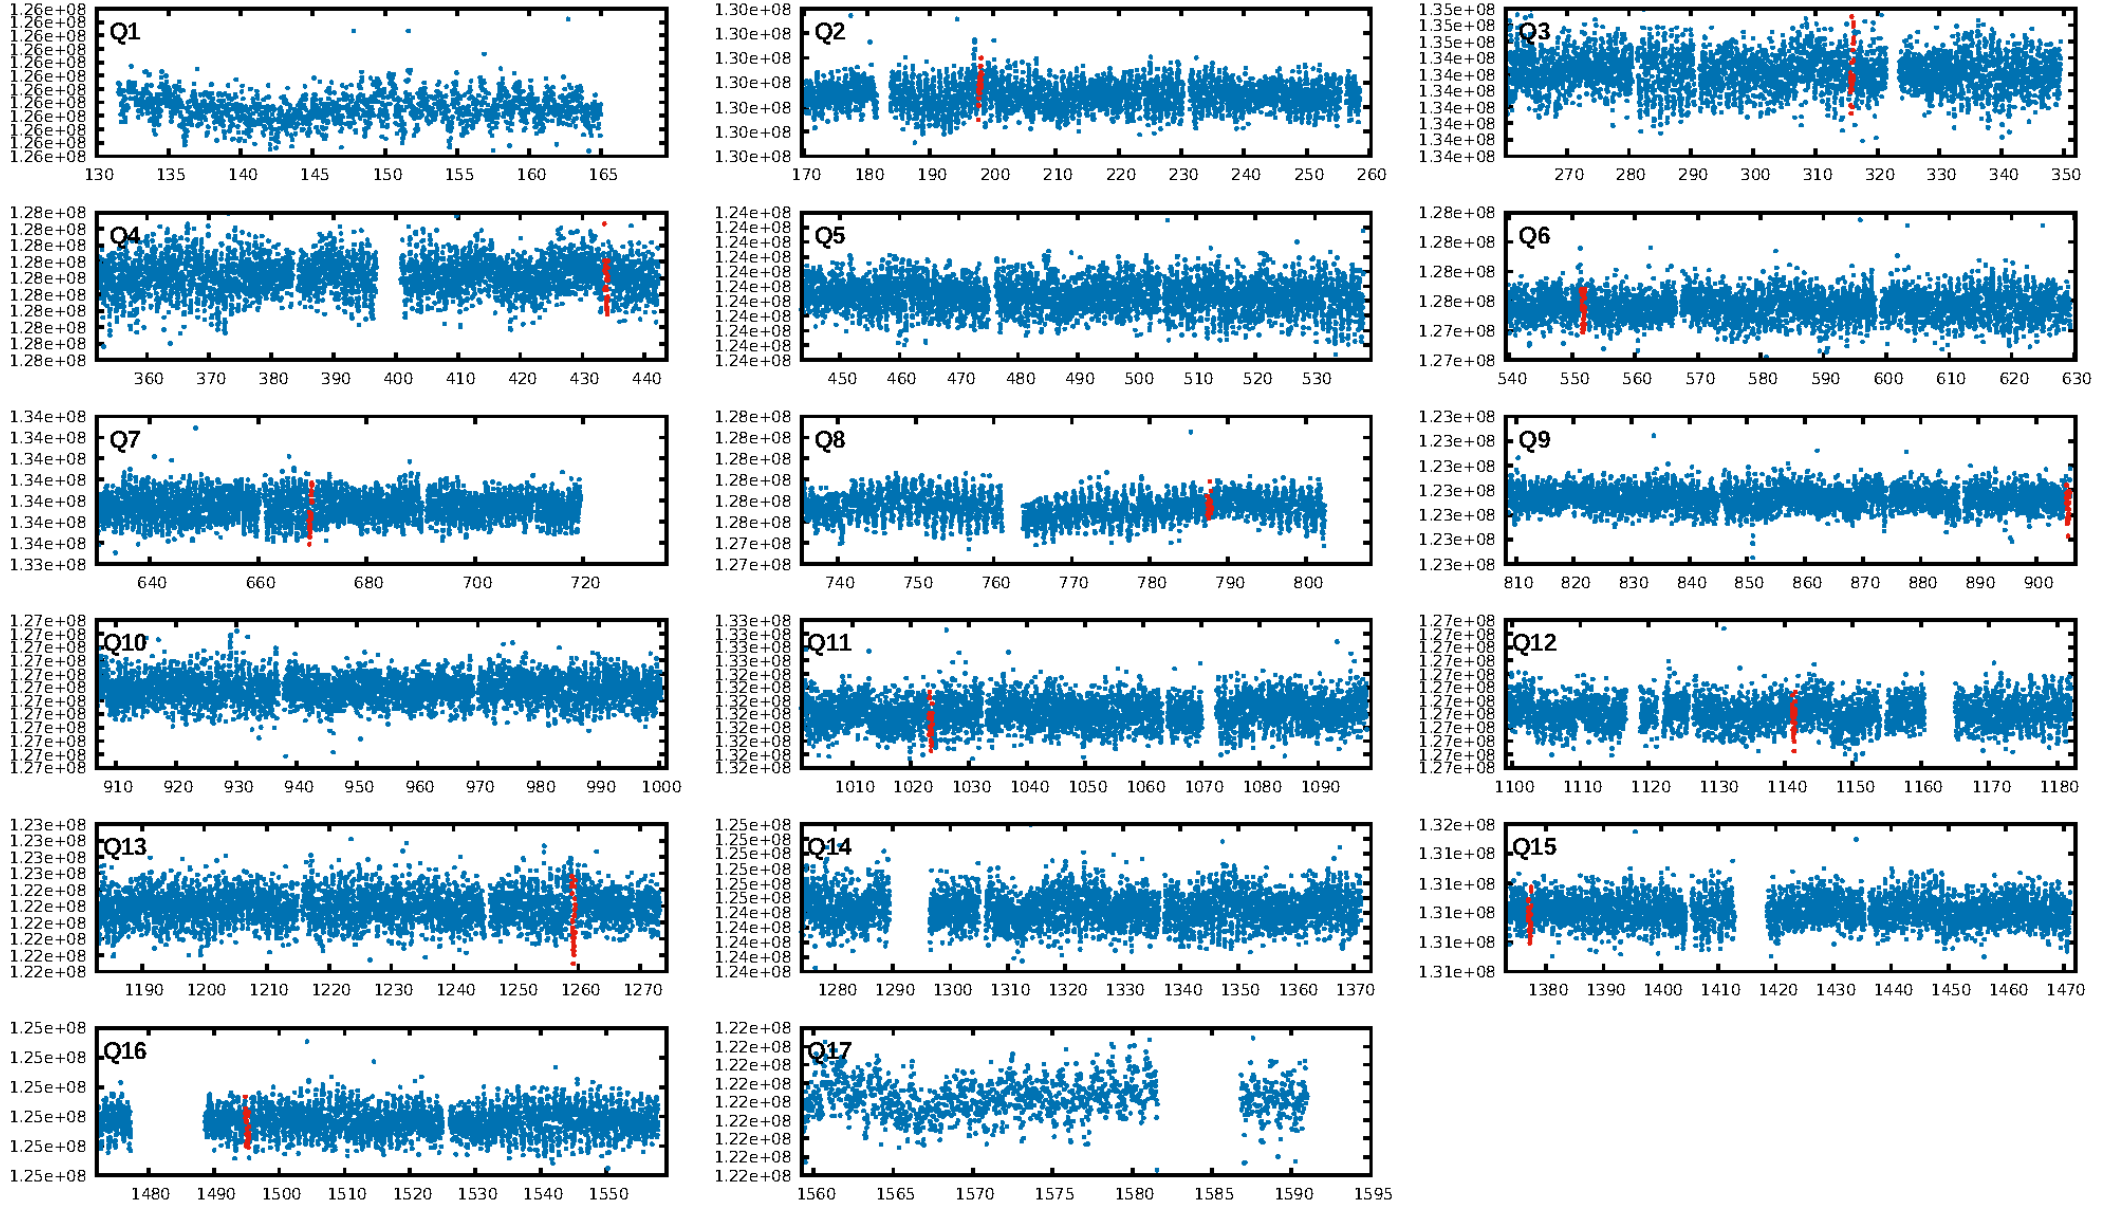 1.26e+08
1.26e+08
1.26e+08
1.26e+08
1.26e+08
1.26e+08
1.26e+08
1.26e+08
1.26e+08
1.26e+08
1.26e+08
1.26e+08
Q1
130 135 140 145 150 155 160 165
1.30e+08
1.30e+08
1.30e+08
1.30e+08
1.30e+08
1.30e+08
1.30e+08
Q2
170 180 190 200 210 220 230 240 250 260
1.35e+08
1.35e+08
1.35e+08
1.34e+08
1.34e+08
1.34e+08
1.34e+08
1.34e+08
1.34e+08
1.34e+08
Q3
270 280 290 300 310 320 330 340 350
1.28e+08
1.28e+08
1.28e+08
1.28e+08
1.28e+08
1.28e+08
1.28e+08
1.28e+08
1.28e+08
1.28e+08
Q4
360 370 380 390 400 410 420 430 440
1.24e+08
1.24e+08
1.24e+08
1.24e+08
1.24e+08
1.24e+08
1.24e+08
1.24e+08
1.24e+08
1.24e+08
1.24e+08
Q5
450 460 470 480 490 500 510 520 530
1.28e+08
1.28e+08
1.28e+08
1.28e+08
1.27e+08
1.27e+08
Q6
540 550 560 570 580 590 600 610 620 630
1.34e+08
1.34e+08
1.34e+08
1.34e+08
1.34e+08
1.34e+08
1.34e+08
1.33e+08
Q7
640 660 680 700 720
1.28e+08
1.28e+08
1.28e+08
1.28e+08
1.28e+08
1.28e+08
1.27e+08
1.27e+08
Q8
740 750 760 770 780 790 800
1.23e+08
1.23e+08
1.23e+08
1.23e+08
1.23e+08
1.23e+08
1.23e+08
Q9
810 820 830 840 850 860 870 880 890 900
1.27e+08
1.27e+08
1.27e+08
1.27e+08
1.27e+08
1.27e+08
1.27e+08
1.27e+08
1.27e+08
1.27e+08
1.27e+08
1.27e+08
Q10
910 920 930 940 950 960 970 980 990 1000
1.33e+08
1.33e+08
1.33e+08
1.33e+08
1.32e+08
1.32e+08
1.32e+08
1.32e+08
1.32e+08
1.32e+08
1.32e+08
1.32e+08
Q11
1010 1020 1030 1040 1050 1060 1070 1080 1090
1.27e+08
1.27e+08
1.27e+08
1.27e+08
1.27e+08
1.27e+08
1.27e+08
1.27e+08
1.27e+08
1.27e+08
1.27e+08
1.27e+08
Q12
1100 1110 1120 1130 1140 1150 1160 1170 1180
1.23e+08
1.23e+08
1.23e+08
1.23e+08
1.22e+08
1.22e+08
1.22e+08
1.22e+08
1.22e+08
1.22e+08
Q13
1190 1200 1210 1220 1230 1240 1250 1260 1270
1.25e+08
1.25e+08
1.25e+08
1.25e+08
1.25e+08
1.25e+08
1.24e+08
1.24e+08
1.24e+08
1.24e+08
1.24e+08
Q14
1280 1290 1300 1310 1320 1330 1340 1350 1360 1370
1.32e+08
1.31e+08
1.31e+08
1.31e+08
1.31e+08
1.31e+08
Q15
1380 1390 1400 1410 1420 1430 1440 1450 1460 1470
1.25e+08
1.25e+08
1.25e+08
1.25e+08
1.25e+08
1.25e+08
Q16
1480 1490 1500 1510 1520 1530 1540 1550
1.22e+08
1.22e+08
1.22e+08
1.22e+08
1.22e+08
1.22e+08
1.22e+08
1.22e+08
1.22e+08
Q17
1560 1565 1570 1575 1580 1585 1590 1595